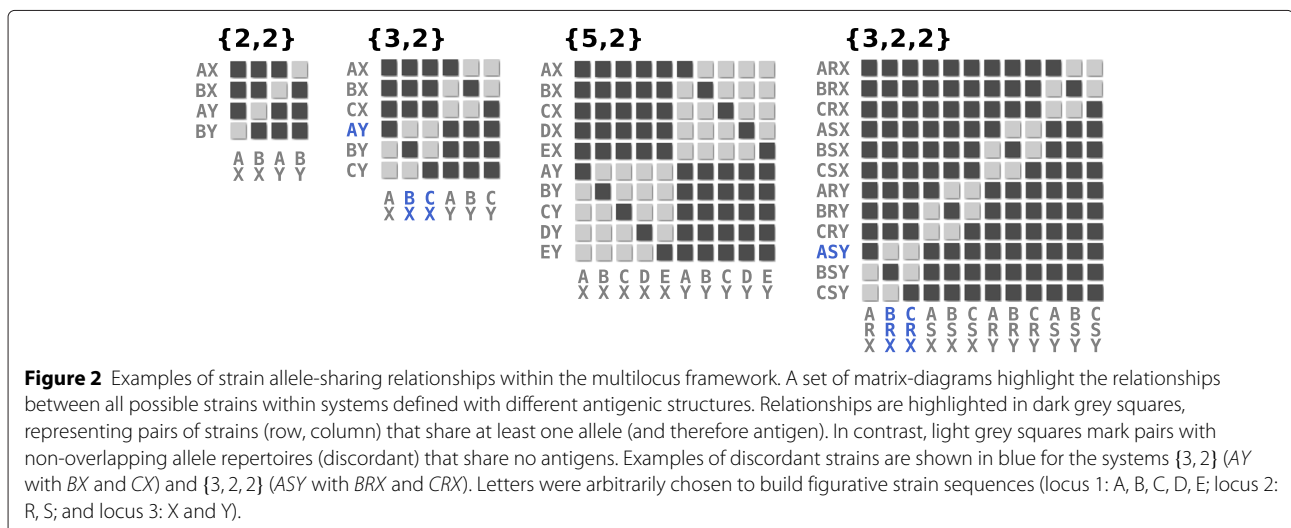 {2,2} {3,2} {5,2} {3,2,2}
AX
BX
AY
BY
A B A B
X X Y Y
AX
BX
CX
AY
BY
CY
A B C A B C
X X X Y Y Y
AX
BX
CX
DX
EX
AY
BY
CY
DY
EY
A B C D E A B C D E
X X X X X Y Y Y Y Y
ARX
BRX
CRX
ASX
BSX
CSX
ARY
BRY
CRY
ASY
BSY
CSY
A B C A B C A B C A B C
R R R S S S R R R S S S
X X X X X X Y Y Y Y Y Y
Figure 2 Examples of strain allele-sharing relationships within the multilocus framework. A set of matrix-diagrams highlight the relationships
between all possible strains within systems defined with different antigenic structures. Relationships are highlighted in dark grey squares,
representing pairs of strains (row, column) that share at least one allele (and therefore antigen). In contrast, light grey squares mark pairs with
non-overlapping allele repertoires (discordant) that share no antigens. Examples of discordant strains are shown in blue for the systems {3, 2} (AY
with BX and CX) and {3, 2, 2} (ASY with BRX and CRX). Letters were arbitrarily chosen to build figurative strain sequences (locus 1: A, B, C, D, E; locus 2:
R, S; and locus 3: X and Y).